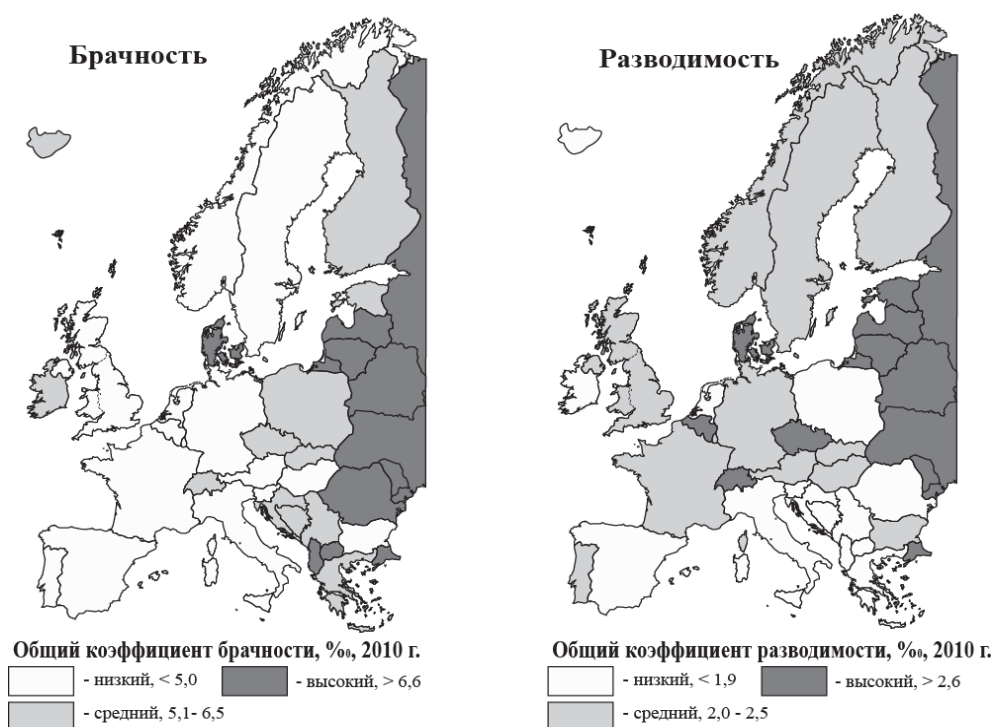 Брачность
Разводимость
Общий коэффициент брачности, ‰, 2010 г.
- низкий, < 5,0
- высокий, > 6,6
- средний, 5,1- 6,5
Общий коэффициент разводимости, ‰, 2010 г.
- низкий, < 1,9
- высокий, > 2,6
- средний, 2,0 - 2,5